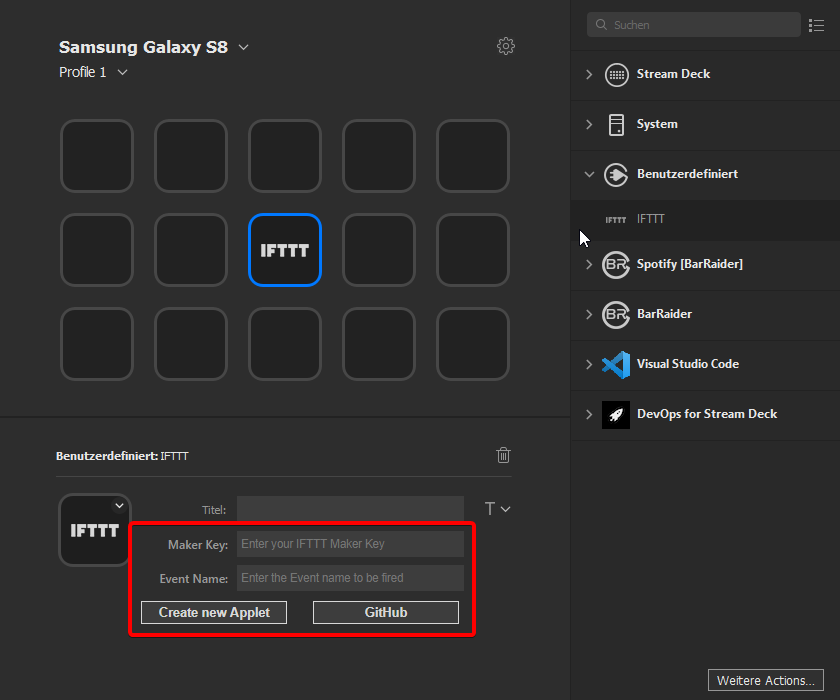 Samsung Galaxy S8
Profile 1
IFTTT
Benutzerdefiniert: IFTTT
IFTTT
Titel:
T
Maker Key: Enter your IFTTT Maker Key
Event Name: Enter the Event name to be fired
Create new Applet GitHub
Suchen
Stream Deck
System
Benutzerdefiniert
IFTTT IFTTT
BR Spotify [BarRaider]
BR BarRaider
Visual Studio Code
DevOps for Stream Deck
Weitere Actions...